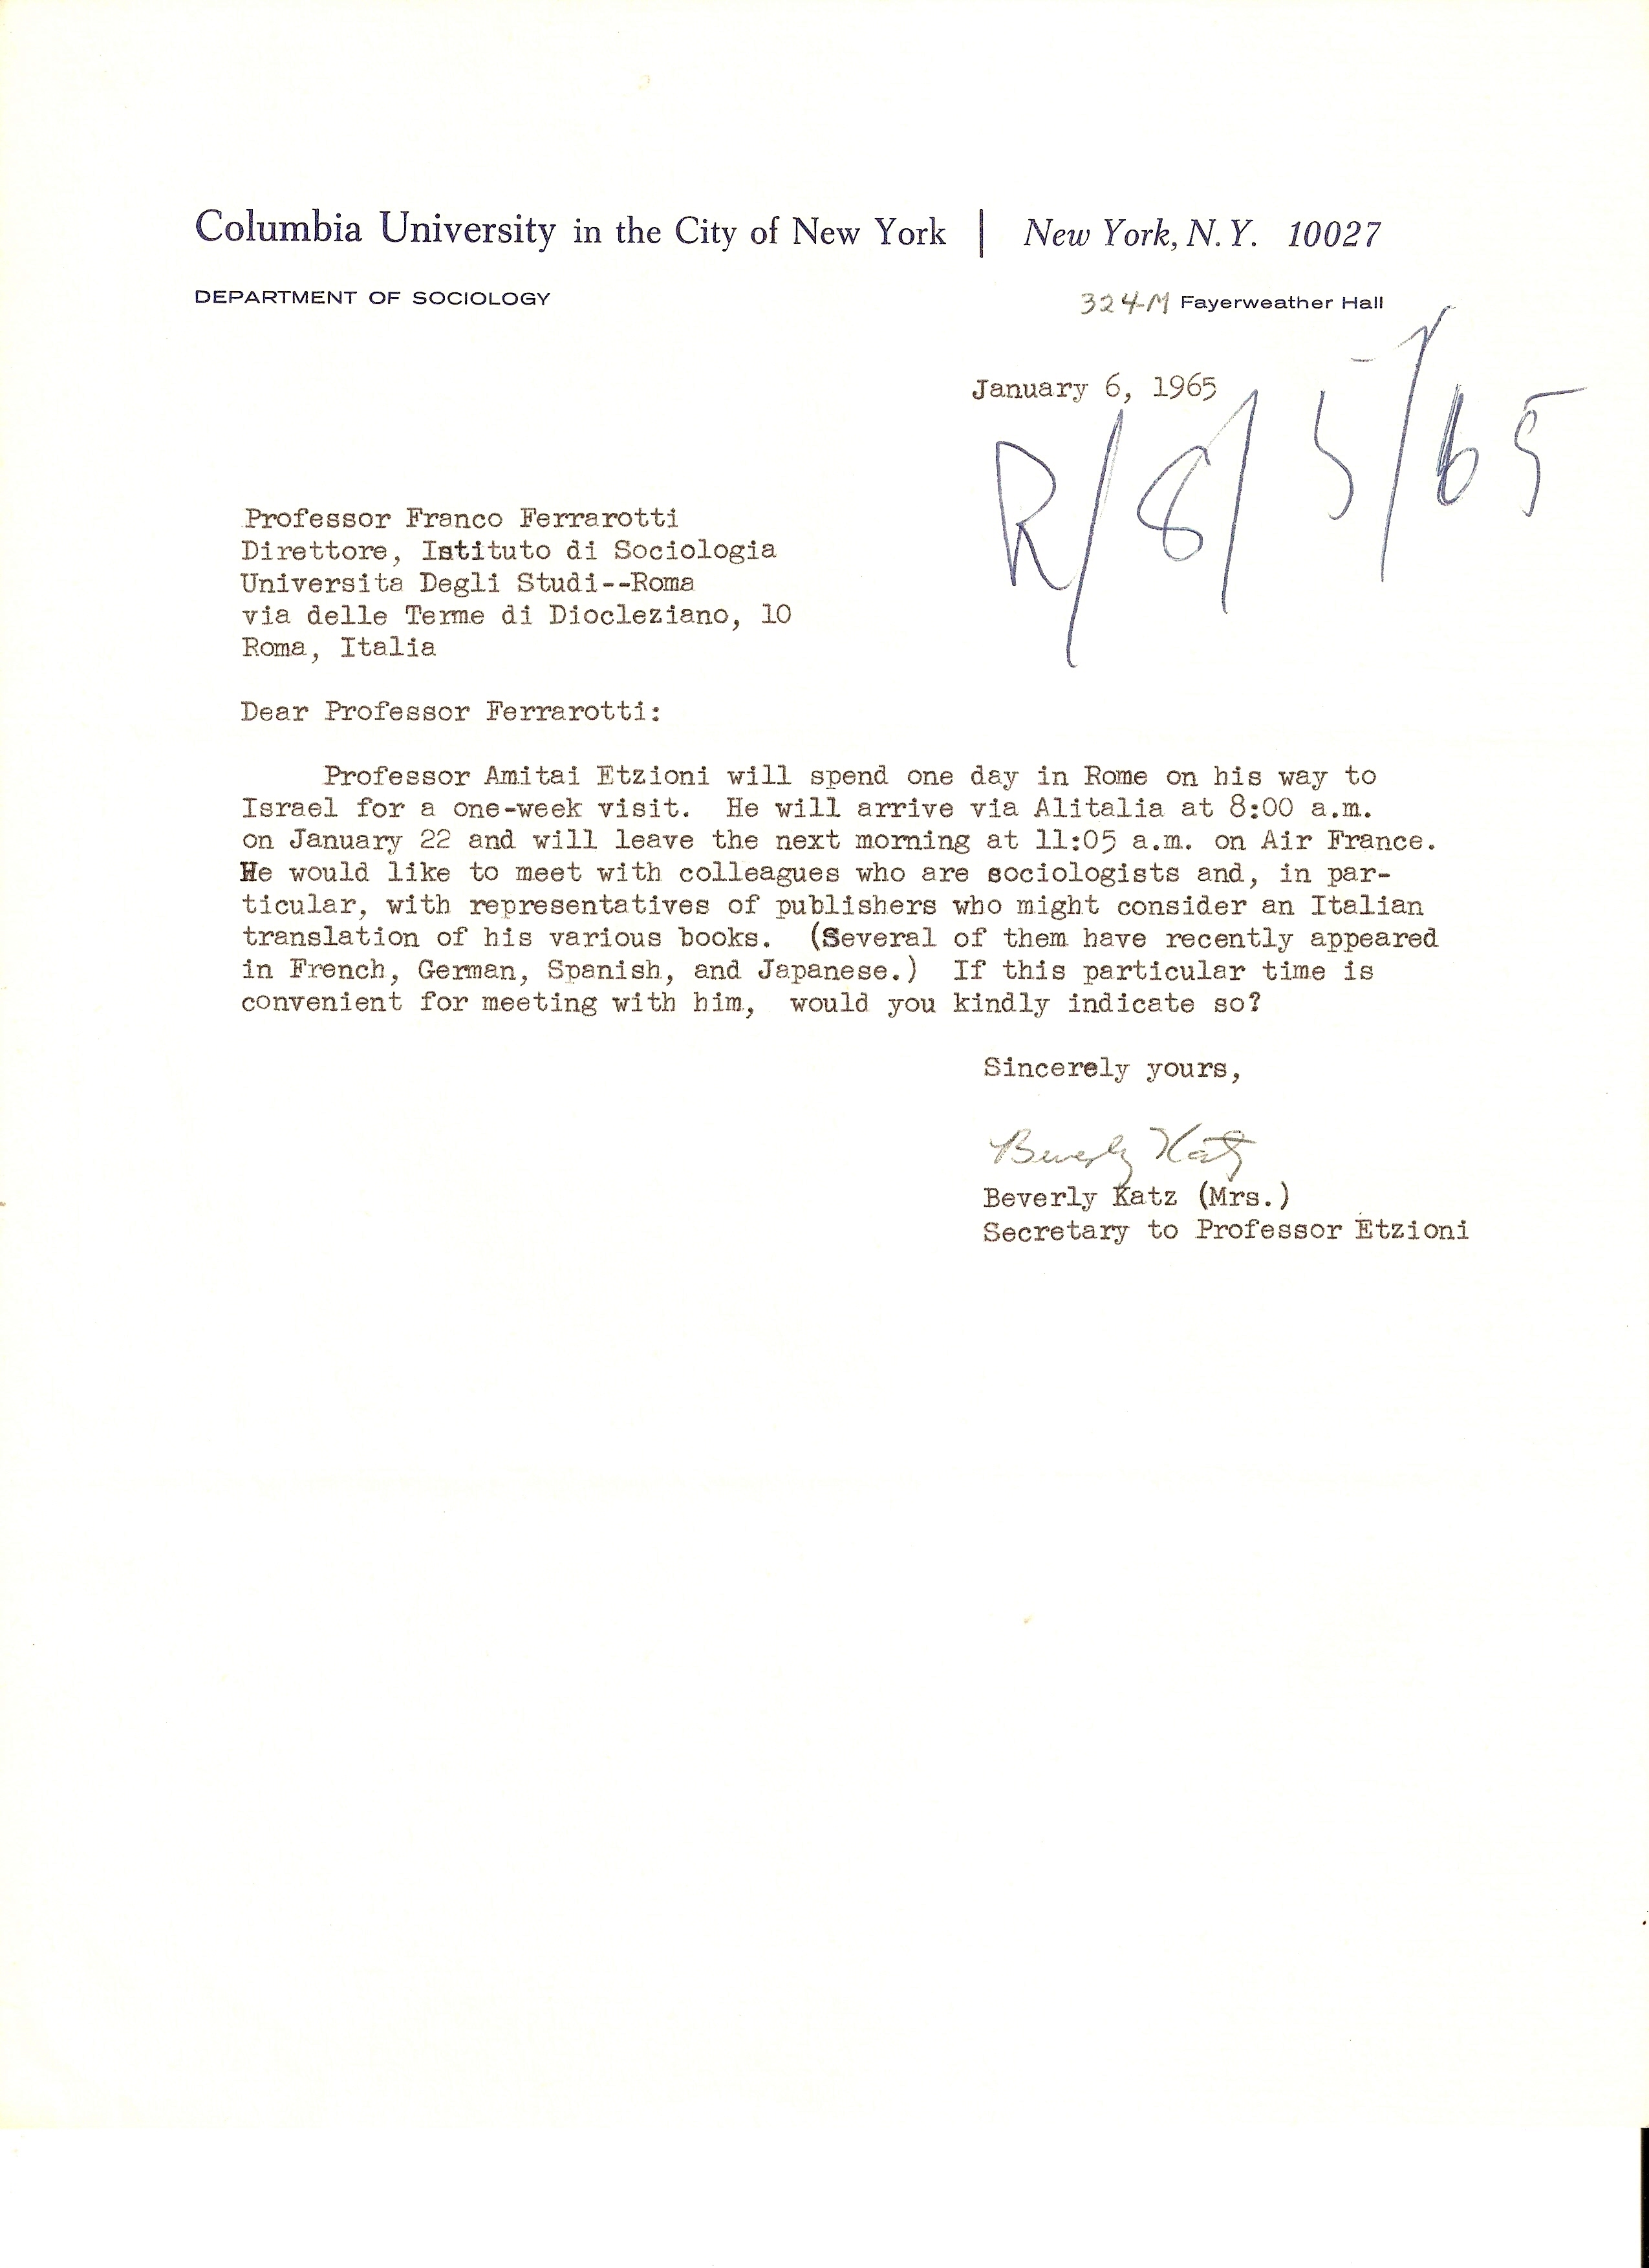 Columbia University in the City of New York | New York, N. Y. 10027
DEPARTMENT OF SOCIOLOGY 324-M Fayerweather Hall
January 6, 1965
R/8/5/65
Professor Franco Ferrarotti
Direttore, Istituto di Sociologia
Universita Degli Studi--Roma
via delle Terme di Diocleziano, 10
Roma, Italia
Dear Professor Ferrarotti:
Professor Amitai Etzioni will spend one day in Rome on his way to
Israel for a one-week visit. He will arrive via Alitalia at 8:00 a.m.
on January 22 and will leave the next morning at 11:05 a.m. on Air France.
He would like to meet with colleagues who are sociologists and, in par-
ticular, with representatives of publishers who might consider an Italian
translation of his various books. (Several of them have recently appeared
in French, German, Spanish, and Japanese.) If this particular time is
convenient for meeting with him, would you kindly indicate so?
Sincerely yours,
Beverly Katz
Beverly Katz (Mrs.)
Secretary to Professor Etzioni